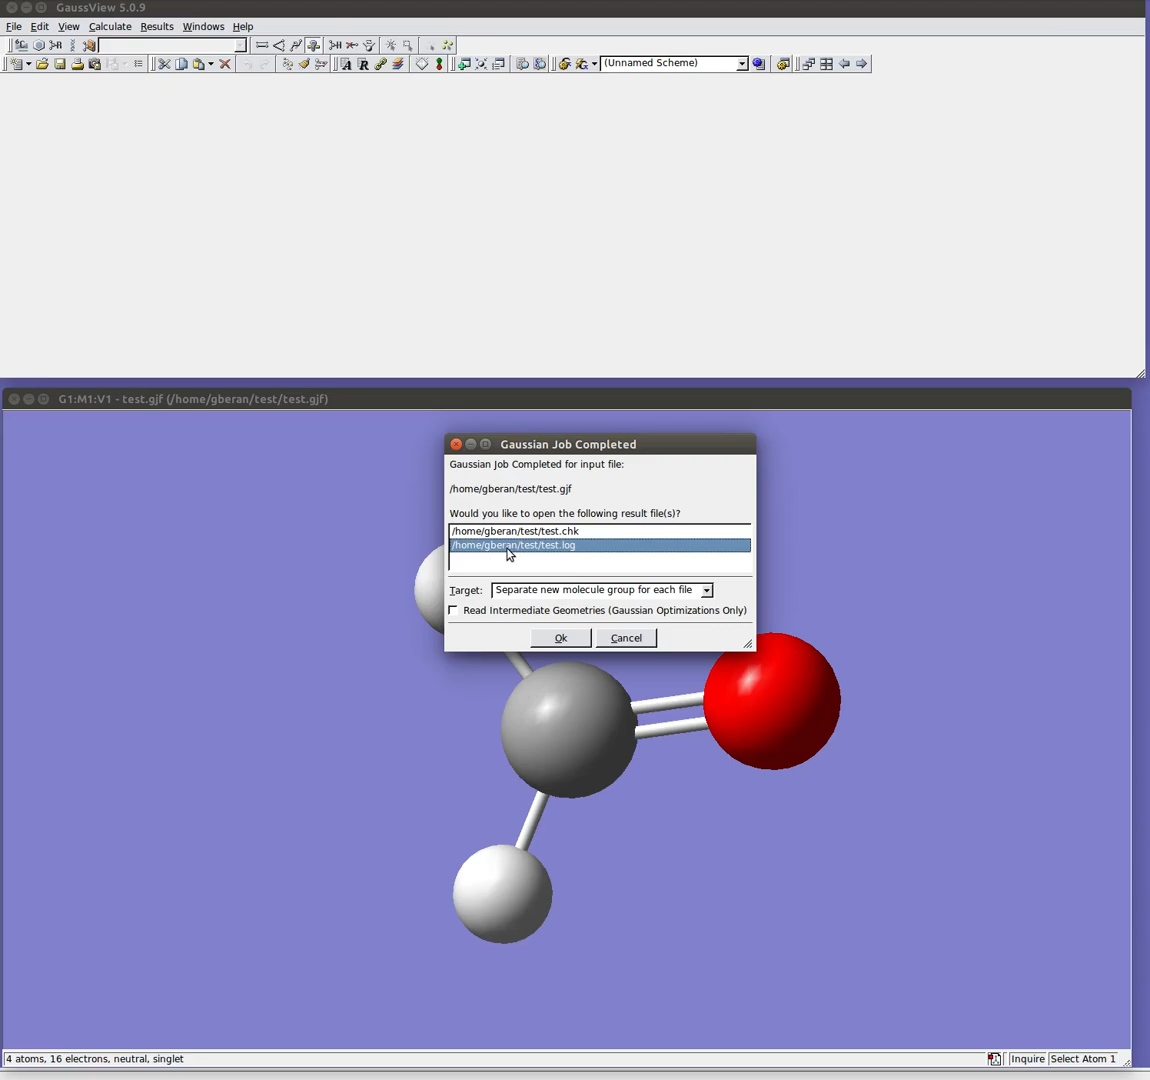 GaussView 5.0.9
File Edit View Calculate Results Windows Help
(Unnamed Scheme)
G1:M1:V1 - test.gjf (/home/gberan/test/test.gjf)
Gaussian Job Completed
Gaussian Job Completed for input file:
/home/gberan/test/test.gjf
Would you like to open the following result file(s)?
/home/gberan/test/test.chk
/home/gberan/test/test.log
Target: Separate new molecule group for each file
Read Intermediate Geometries (Gaussian Optimizations Only)
Ok Cancel
4 atoms, 16 electrons, neutral, singlet Inquire Select Atom 1